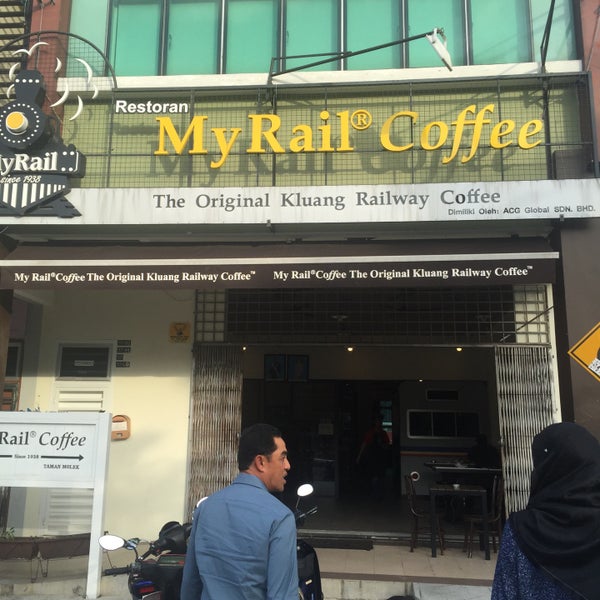 Restoran
My Rail® Coffee
MyRail
since 1938
The Original Kluang Railway Coffee
Dimiliki Oleh: ACG Global SDN. BHD.
My Rail® Coffee The Original Kluang Railway Coffee™
My Rail® Coffee The Original Kluang Railway Coffee™
Rail® Coffee
Since 1938
TAMAN MOLEK